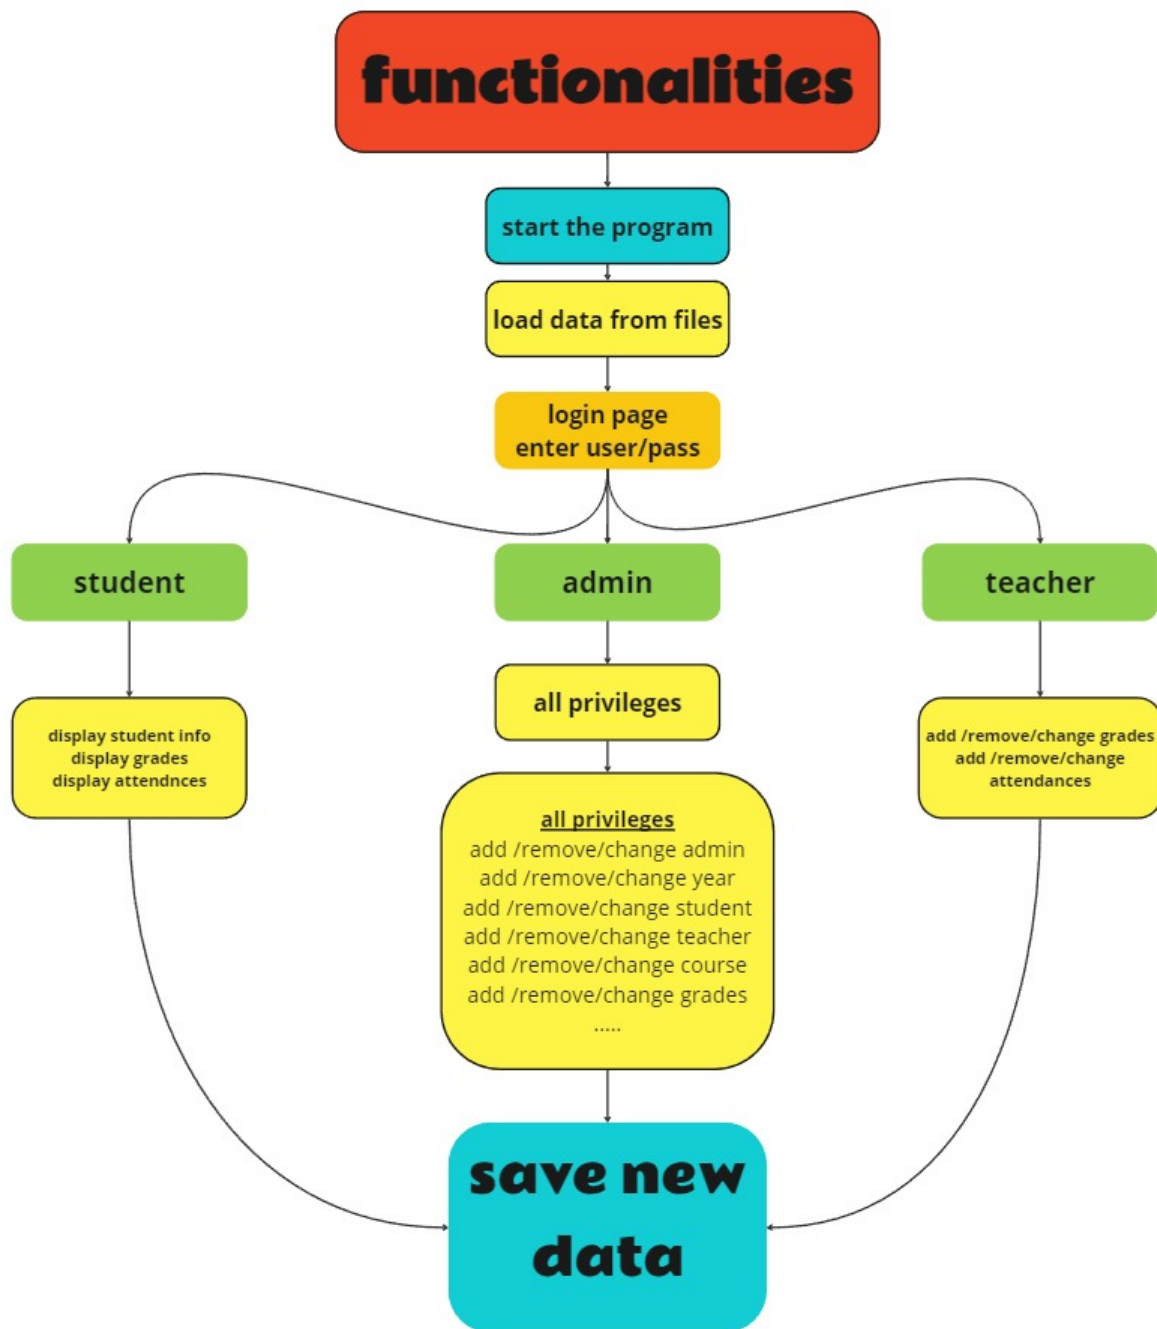 functionalities
start the program
load data from files
login page
enter user/pass
student
admin
teacher
display student info
display grades
display attendnces
all privileges
add /remove/change grades
add /remove/change
attendances
all privileges
add /remove/change admin
add /remove/change year
add /remove/change student
add /remove/change teacher
add /remove/change course
add /remove/change grades
.....
save new
data